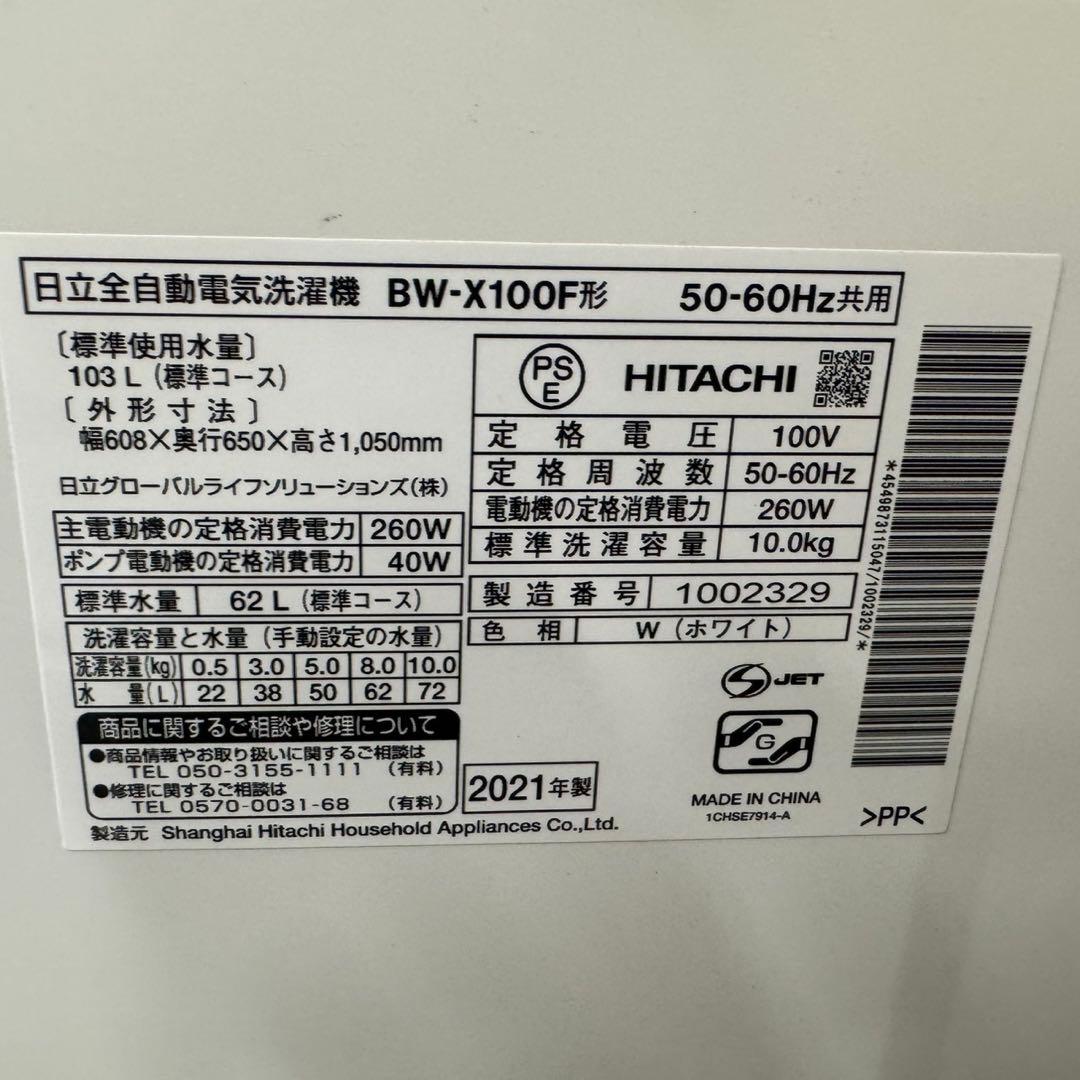 日立全自動電気洗濯機 BW-X100F形 50-60Hz共用
〔標準使用水量〕
103 L（標準コース）
〔外形寸法〕
幅608×奥行650×高さ1,050mm
日立グローバルライフソリューションズ(株)
主電動機の定格消費電力 260W
ポンプ電動機の定格消費電力 40W
標準水量 62 L（標準コース）
洗濯容量と水量（手動設定の水量）
洗濯容量(kg) 0.5 3.0 5.0 8.0 10.0
水量(L) 22 38 50 62 72
商品に関するご相談や修理について
●商品情報やお取り扱いに関するご相談は
TEL 050-3155-1111 （有料）
●修理に関するご相談は
TEL 0570-0031-68 （有料）
製造元 Shanghai Hitachi Household Appliances Co.,Ltd.
PS
E
HITACHI
定格電圧 100V
定格周波数 50-60Hz
電動機の定格消費電力 260W
標準洗濯容量 10.0kg
製造番号 1002329
色相 W（ホワイト）
2021年製
S JET
G
MADE IN CHINA
1CHSE7914-A
>PP<
*4549873115047/1002329/*